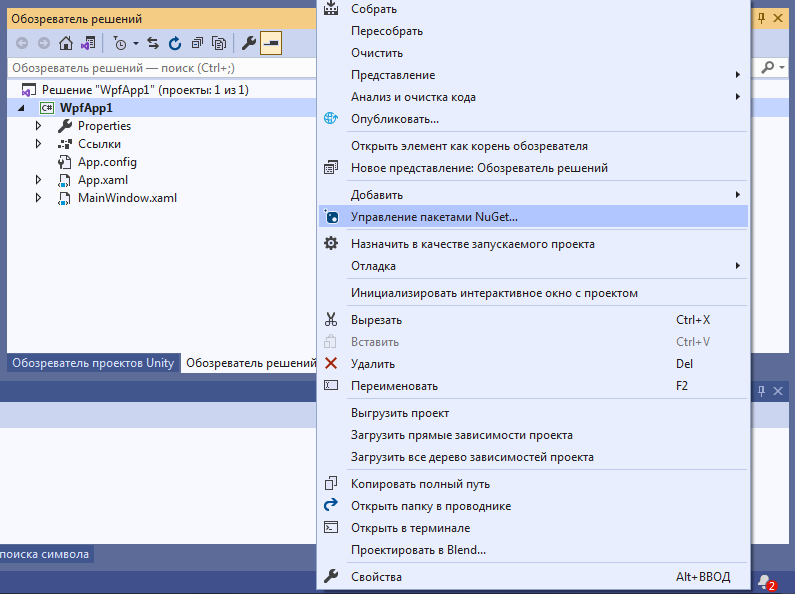 Обозреватель решений
Обозреватель решений — поиск (Ctrl+;)
Решение "WpfApp1" (проекты: 1 из 1)
C# WpfApp1
Properties
Ссылки
App.config
App.xaml
MainWindow.xaml
Обозреватель проектов Unity
Обозреватель решений
поиска символа
Собрать
Пересобрать
Очистить
Представление
Анализ и очистка кода
Опубликовать...
Открыть элемент как корень обозревателя
Новое представление: Обозреватель решений
Добавить
Управление пакетами NuGet...
Назначить в качестве запускаемого проекта
Отладка
Инициализировать интерактивное окно с проектом
Вырезать Ctrl+X
Вставить Ctrl+V
Удалить Del
Переименовать F2
Выгрузить проект
Загрузить прямые зависимости проекта
Загрузить все дерево зависимостей проекта
Копировать полный путь
Открыть папку в проводнике
Открыть в терминале
Проектировать в Blend...
Свойства Alt+ВВОД
2